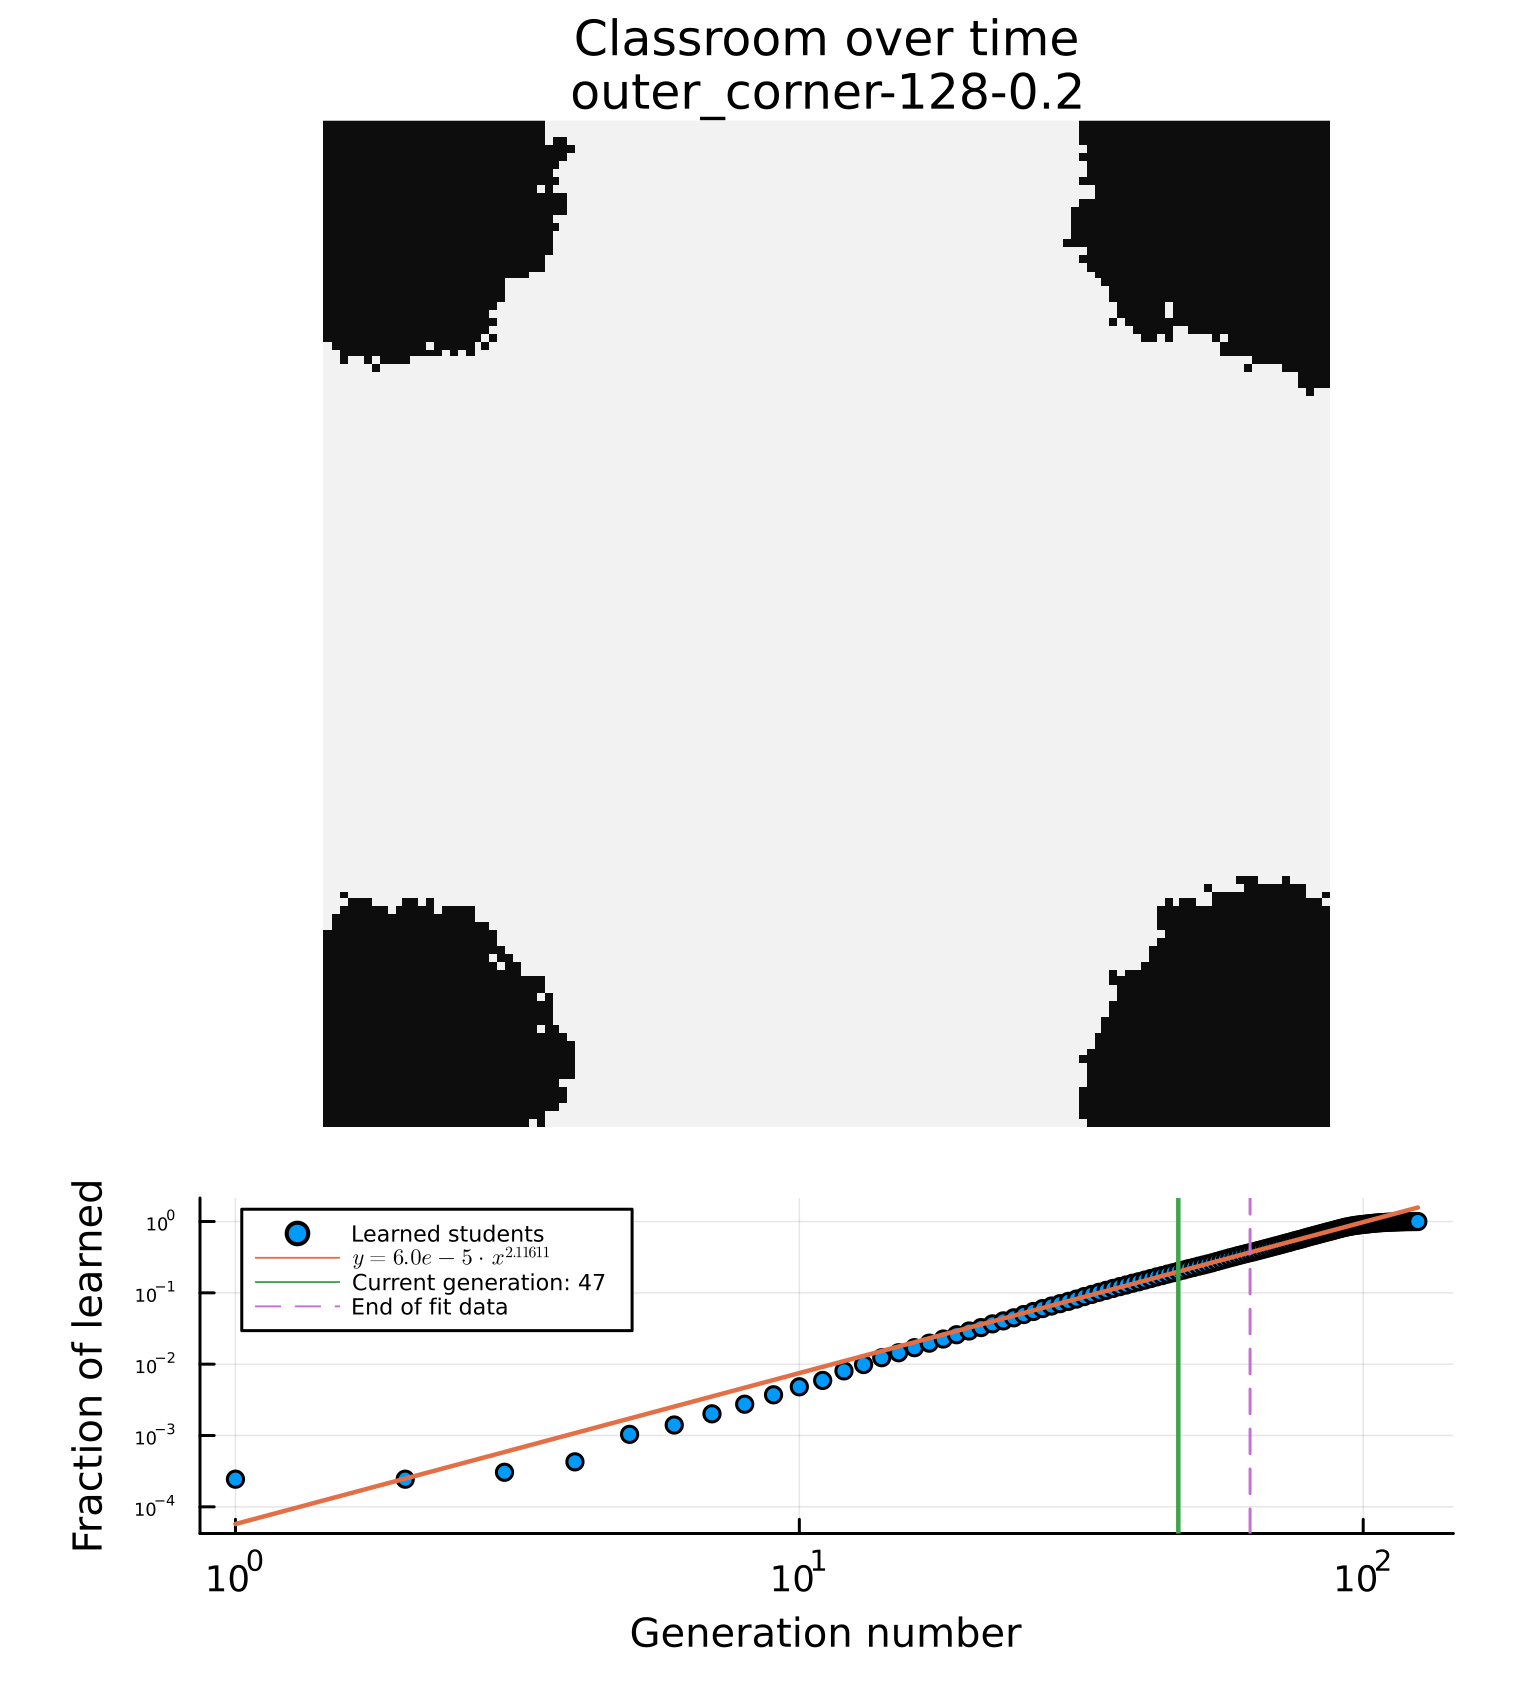 Classroom over time
outer_corner-128-0.2
Fraction of learned
10^0
10^-1
10^-2
10^-3
10^-4
Learned students
y = 6.0e − 5 · x^2.11611
Current generation: 47
End of fit data
10^0 10^1 10^2
Generation number